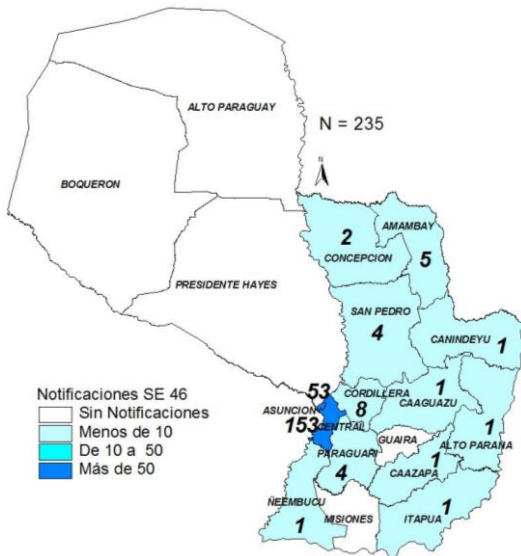 ALTO PARAGUAY
N = 235
N
BOQUERON
AMAMBAY
2
CONCEPCION
5
PRESIDENTE HAYES
SAN PEDRO
4
CANINDEYU
1
53
CORDILLERA
1
CAAGUAZU
ASUNCION
8
153
CENTRAL
GUAIRA
1
ALTO PARANA
PARAGUARI
4
1
CAAZAPA
ÑEEMBUCU
1
MISIONES
1
ITAPUA
Notificaciones SE 46
Sin Notificaciones
Menos de 10
De 10 a 50
Más de 50